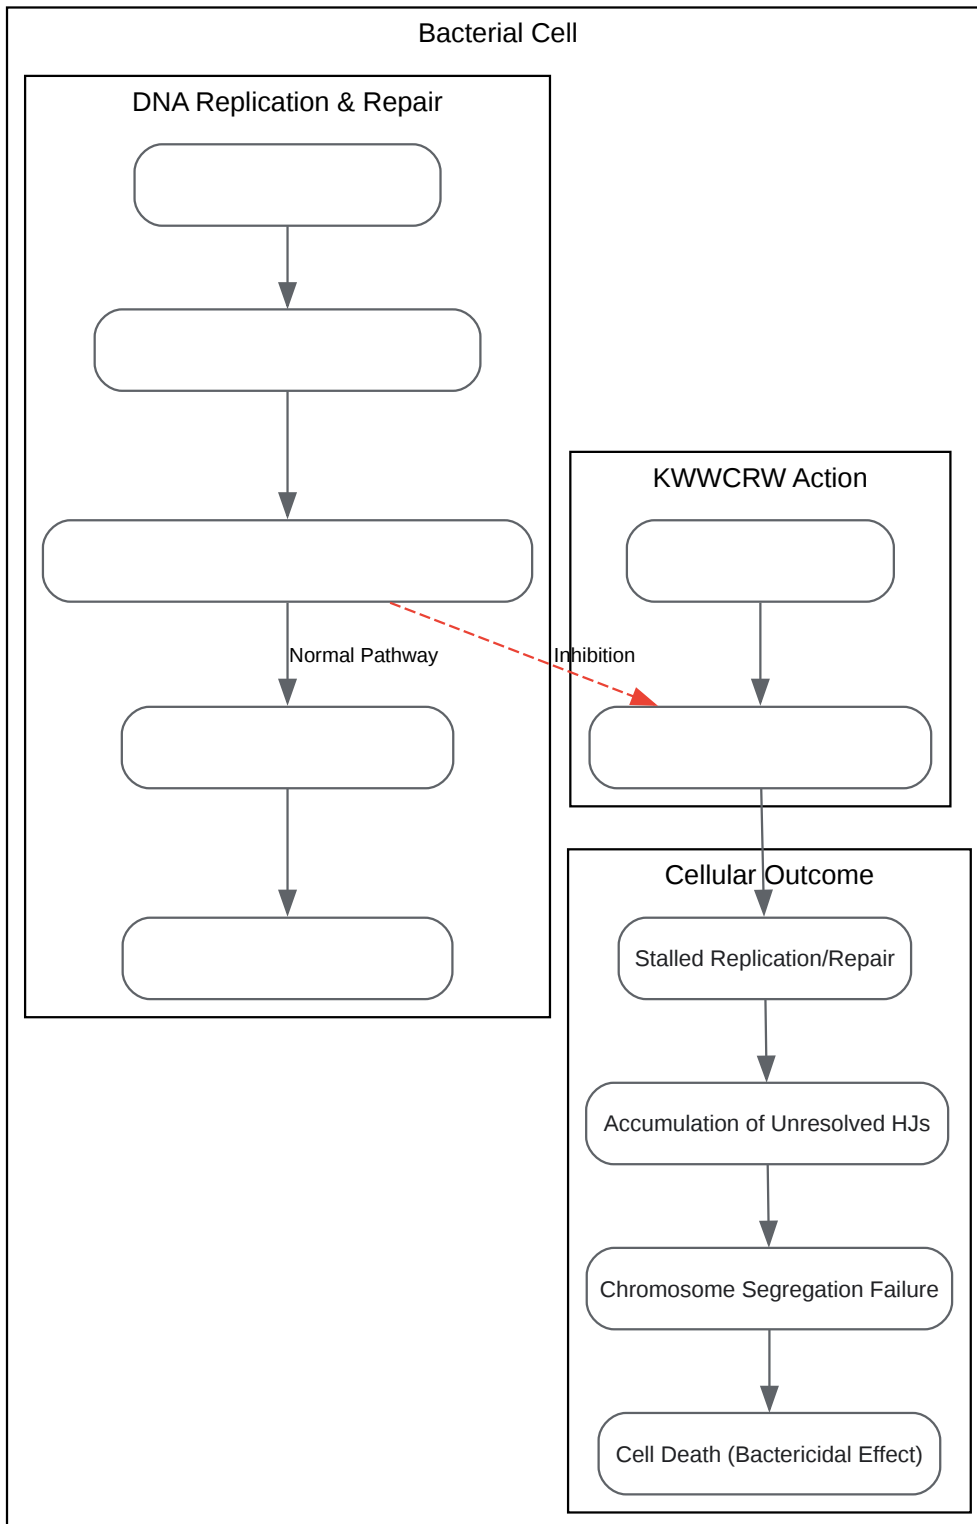 Bacterial Cell
DNA Replication & Repair
KWWCRW Action
Normal Pathway
Inhibition
Cellular Outcome
Stalled Replication/Repair
Accumulation of Unresolved HJs
Chromosome Segregation Failure
Cell Death (Bactericidal Effect)